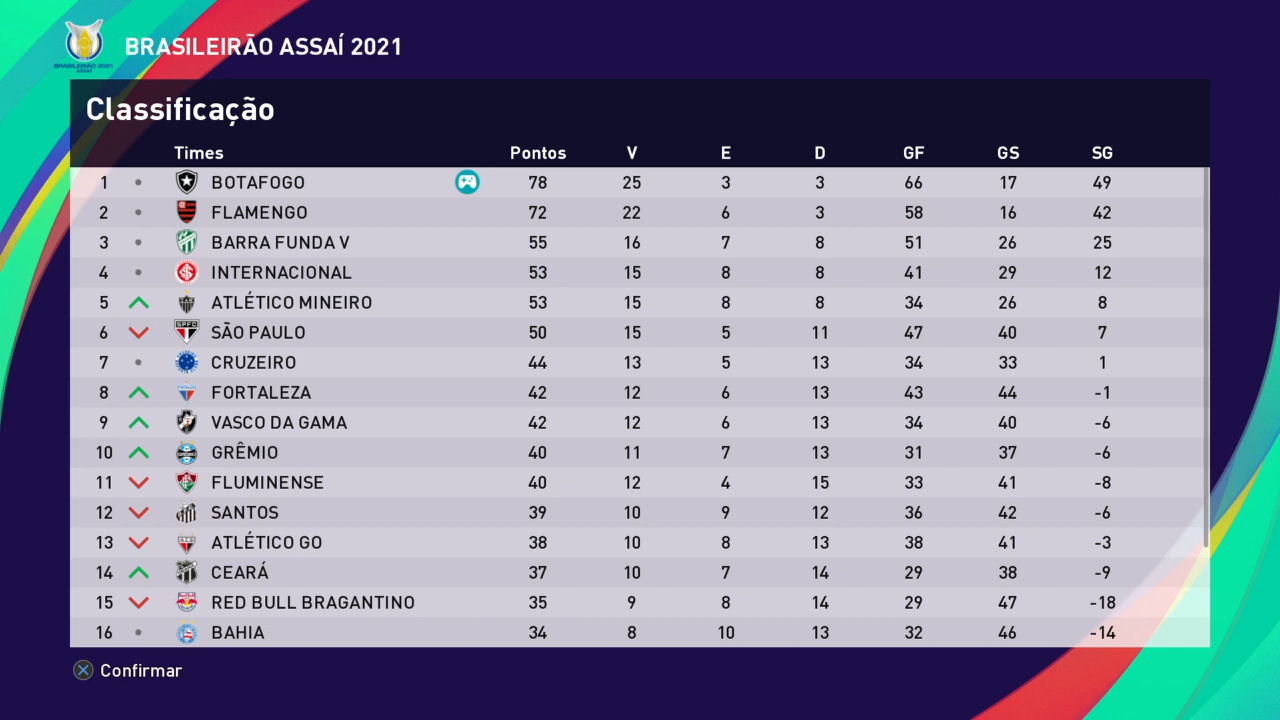 BRASILEIRÃO ASSAÍ 2021
BRASILEIRÃO 2021
ASSAÍ
Classificação
Times Pontos V E D GF GS SG
1 BOTAFOGO 78 25 3 3 66 17 49
2 FLAMENGO 72 22 6 3 58 16 42
3 BARRA FUNDA V 55 16 7 8 51 26 25
4 INTERNACIONAL 53 15 8 8 41 29 12
5 ATLÉTICO MINEIRO 53 15 8 8 34 26 8
6 SPFC SÃO PAULO 50 15 5 11 47 40 7
7 CRUZEIRO 44 13 5 13 34 33 1
8 FORTALEZA 42 12 6 13 43 44 -1
9 VASCO DA GAMA 42 12 6 13 34 40 -6
10 GRÊMIO 40 11 7 13 31 37 -6
11 FLUMINENSE 40 12 4 15 33 41 -8
12 SANTOS 39 10 9 12 36 42 -6
13 ATLÉTICO GO 38 10 8 13 38 41 -3
14 CEARÁ 37 10 7 14 29 38 -9
15 RED BULL BRAGANTINO 35 9 8 14 29 47 -18
16 BAHIA 34 8 10 13 32 46 -14
Confirmar